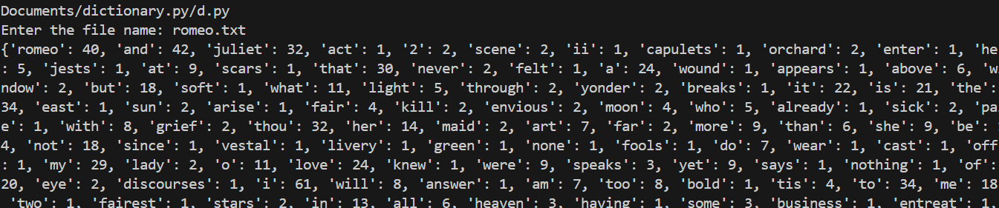 Documents/dictionary.py/d.py
Enter the file name: romeo.txt
{'romeo': 40, 'and': 42, 'juliet': 32, 'act': 1, '2': 2, 'scene': 2, 'ii': 1, 'capulets': 1, 'orchard': 2, 'enter': 1, 'he
: 5, 'jests': 1, 'at': 9, 'scars': 1, 'that': 30, 'never': 2, 'felt': 1, 'a': 24, 'wound': 1, 'appears': 1, 'above': 6, 'wi
ndow': 2, 'but': 18, 'soft': 1, 'what': 11, 'light': 5, 'through': 2, 'yonder': 2, 'breaks': 1, 'it': 22, 'is': 21, 'the':
34, 'east': 1, 'sun': 2, 'arise': 1, 'fair': 4, 'kill': 2, 'envious': 2, 'moon': 4, 'who': 5, 'already': 1, 'sick': 2, 'pa
e': 1, 'with': 8, 'grief': 2, 'thou': 32, 'her': 14, 'maid': 2, 'art': 7, 'far': 2, 'more': 9, 'than': 6, 'she': 9, 'be':
4, 'not': 18, 'since': 1, 'vestal': 1, 'livery': 1, 'green': 1, 'none': 1, 'fools': 1, 'do': 7, 'wear': 1, 'cast': 1, 'off
: 1, 'my': 29, 'lady': 2, 'o': 11, 'love': 24, 'knew': 1, 'were': 9, 'speaks': 3, 'yet': 9, 'says': 1, 'nothing': 1, 'of':
20, 'eye': 2, 'discourses': 1, 'i': 61, 'will': 8, 'answer': 1, 'am': 7, 'too': 8, 'bold': 1, 'tis': 4, 'to': 34, 'me': 18
'two': 1, 'fairest': 1, 'stars': 2, 'in': 13, 'all': 6, 'heaven': 3, 'having': 1, 'some': 3, 'business': 1, 'entreat': 1,